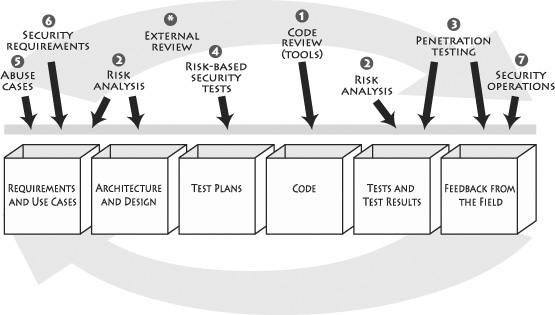 6
SECURITY
REQUIREMENTS
5
ABUSE
CASES
2
RISK
ANALYSIS
*
EXTERNAL
REVIEW
4
RISK-BASED
SECURITY
TESTS
1
CODE
REVIEW
(TOOLS)
2
RISK
ANALYSIS
3
PENETRATION
TESTING
7
SECURITY
OPERATIONS
REQUIREMENTS
AND USE CASES
ARCHITECTURE
AND DESIGN
TEST PLANS
CODE
TESTS AND
TEST RESULTS
FEEDBACK FROM
THE FIELD